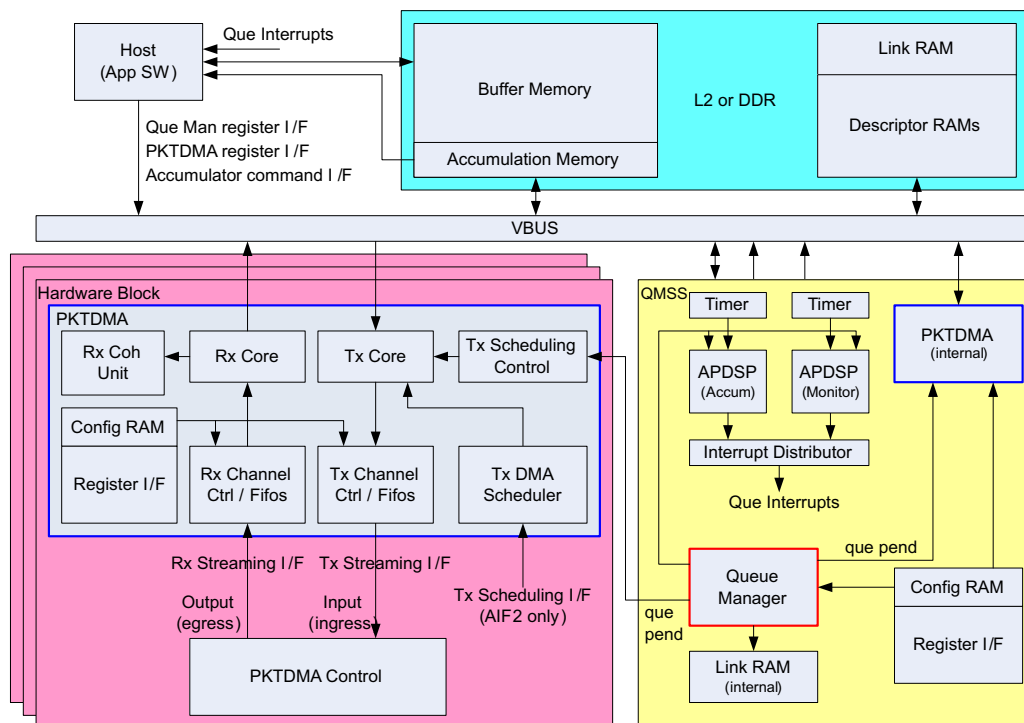 Host
(App SW)
Que Interrupts
Buffer Memory
Accumulation Memory
L2 or DDR
Link RAM
Descriptor RAMs
Que Man register I/F
PKTDMA register I/F
Accumulator command I/F
VBUS
Hardware Block
PKTDMA
Rx Coh
Unit
Rx Core
Tx Core
Tx Scheduling
Control
Config RAM
Register I/F
Rx Channel
Ctrl / Fifos
Tx Channel
Ctrl / Fifos
Tx DMA
Scheduler
Rx Streaming I/F
Tx Streaming I/F
Output
(egress)
Input
(ingress)
Tx Scheduling I/F
(AIF2 only)
PKTDMA Control
QMSS
Timer
Timer
APDSP
(Accum)
APDSP
(Monitor)
PKTDMA
(internal)
Interrupt Distributor
Que Interrupts
que pend
Queue
Manager
que
pend
Link RAM
(internal)
Config RAM
Register I/F